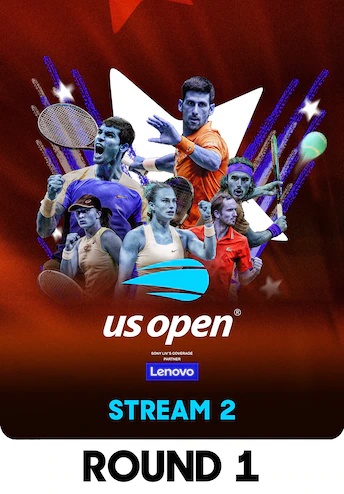 us open®
SONY LIV'S COVERAGE
PARTNER
Lenovo
STREAM 2
ROUND 1